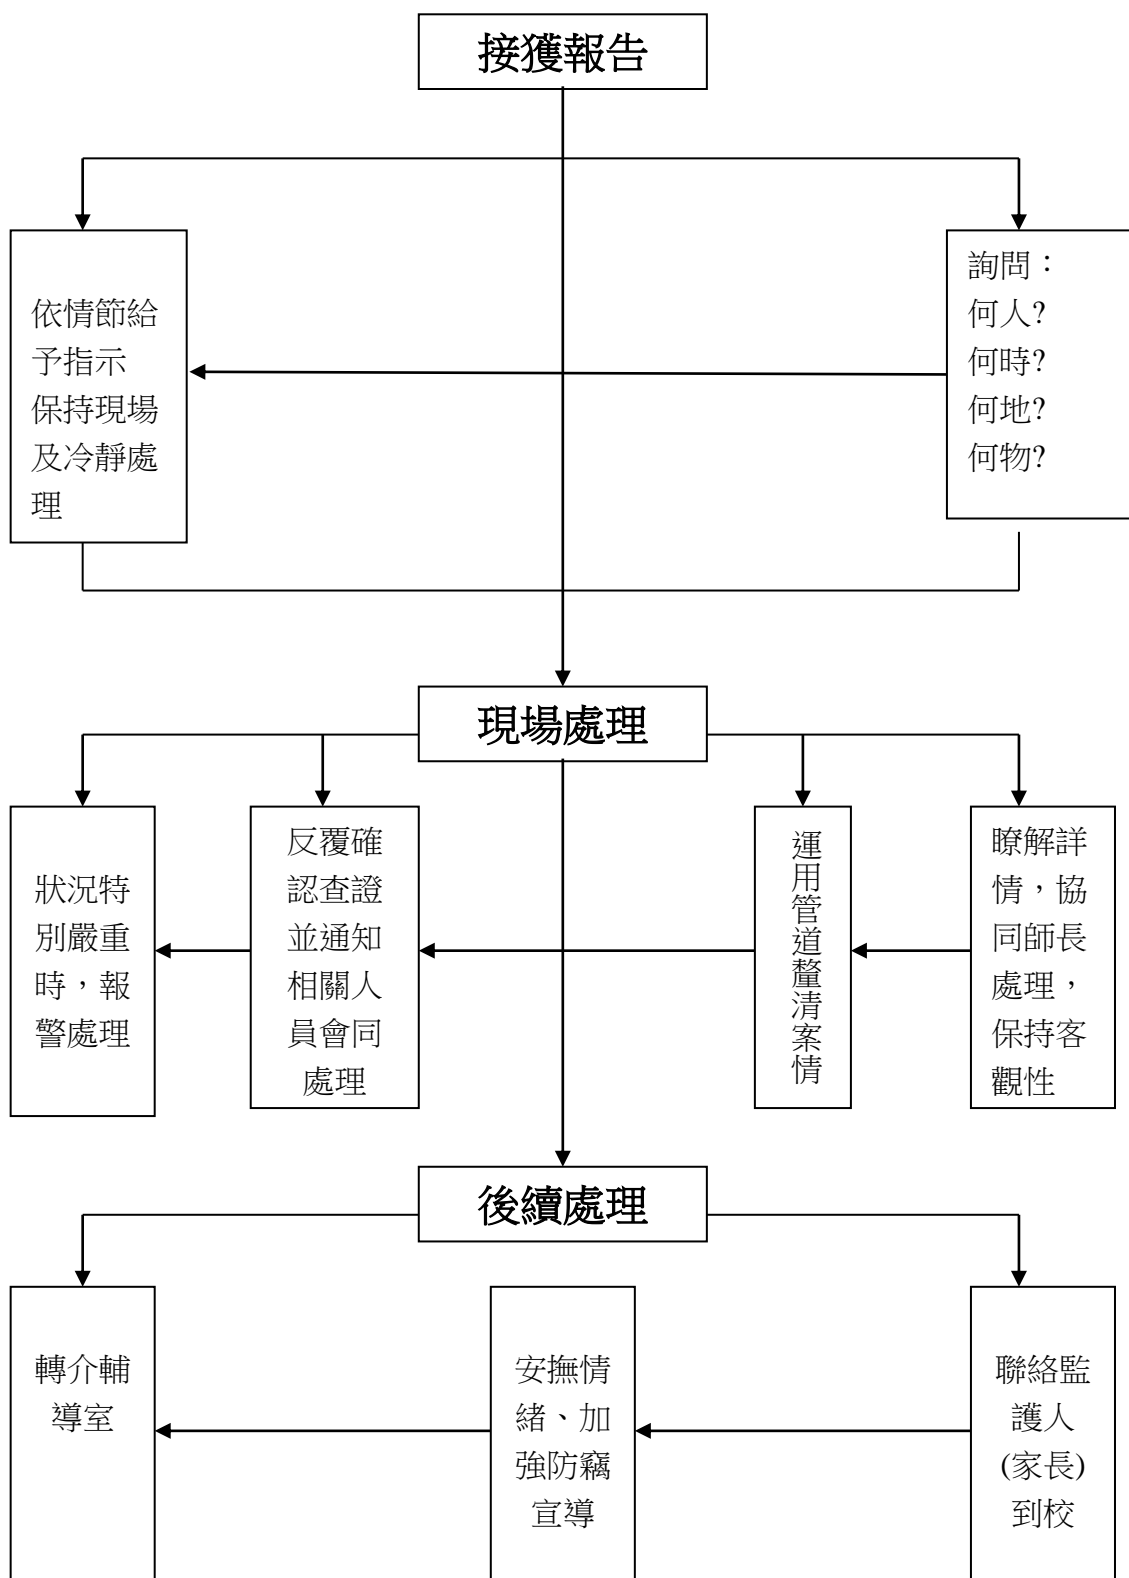 接獲報告
依情節給
予指示
保持現場
及冷靜處
理
詢問：
何人?
何時?
何地?
何物?
現場處理
狀況特
別嚴重
時，報
警處理
反覆確
認查證
並通知
相關人
員會同
處理
運用管道釐清案情
瞭解詳
情，協
同師長
處理，
保持客
觀性
後續處理
轉介輔
導室
安撫情
緒、加
強防竊
宣導
聯絡監
護人
(家長)
到校